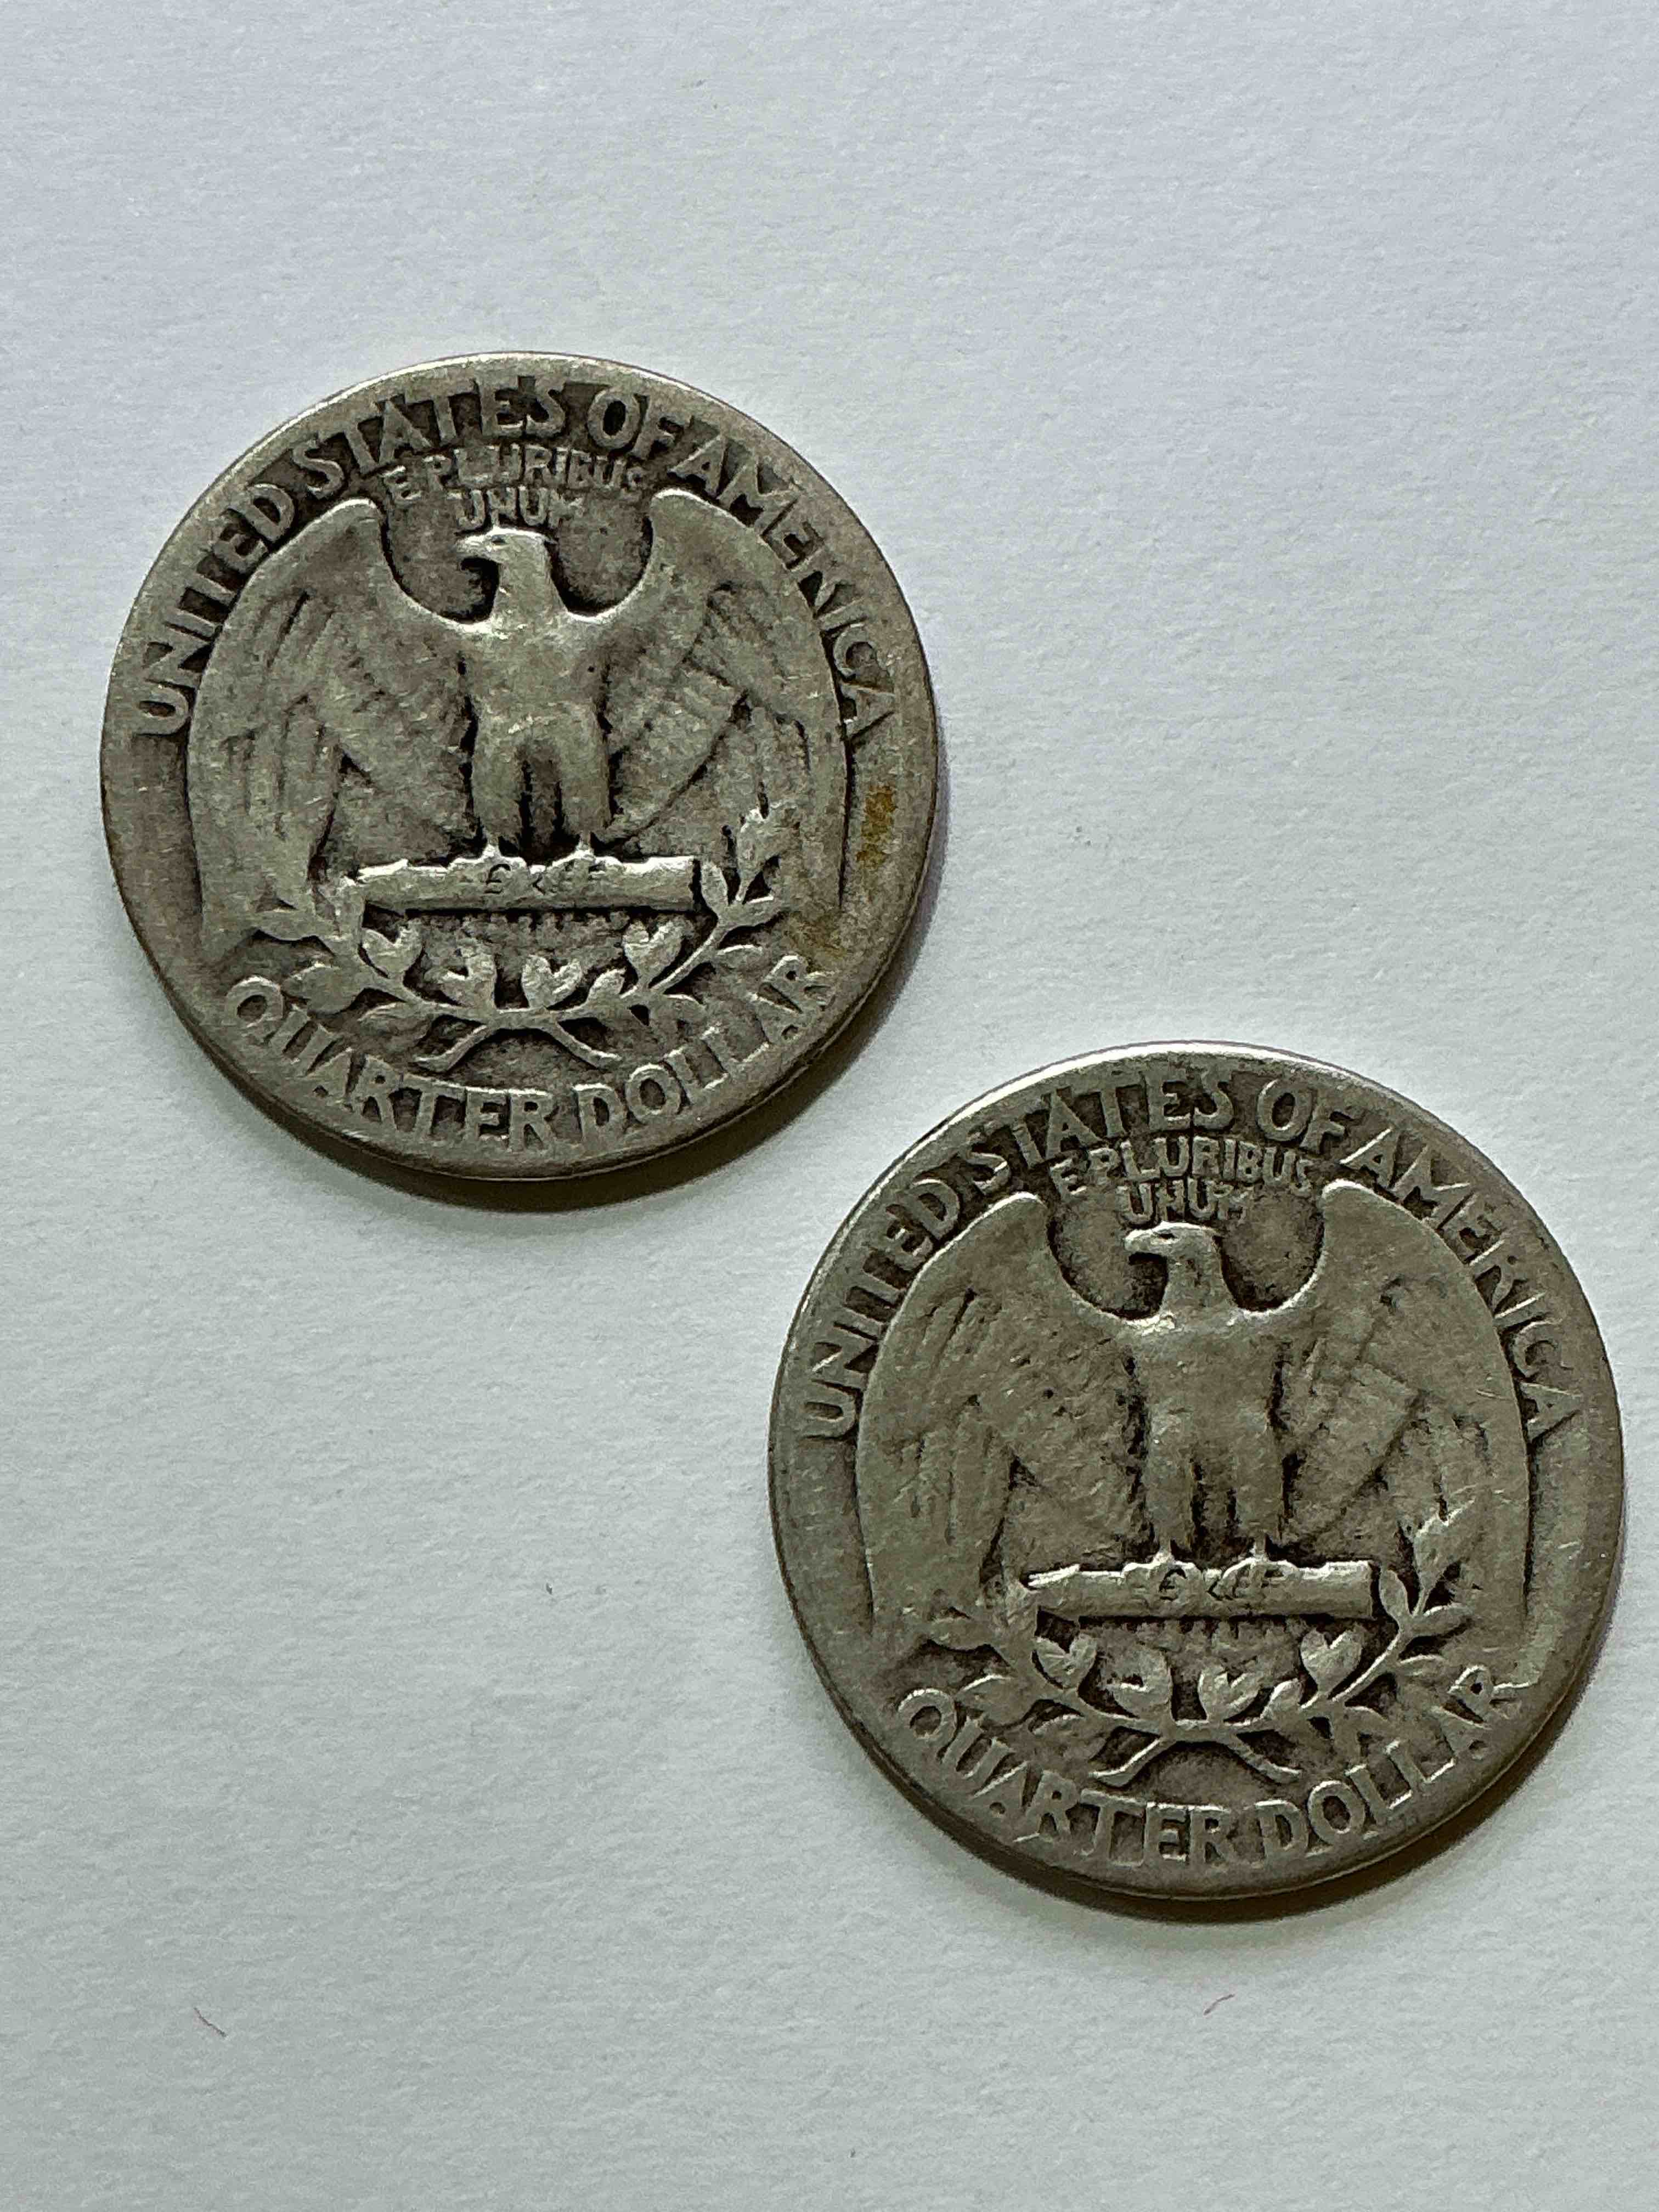 UNITED STATES OF AMERICA
E PLURIBUS
UNUM
QUARTER DOLLAR
UNITED STATES OF AMERICA
E PLURIBUS
UNUM
QUARTER DOLLAR